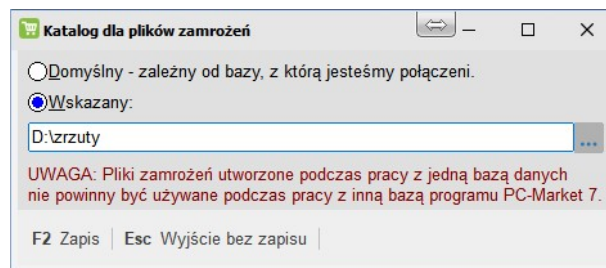 Katalog dla plików zamrożeń
Domyślny - zależny od bazy, z którą jesteśmy połączeni.
Wskazany:
D:\zrzuty
...
UWAGA: Pliki zamrożeń utworzone podczas pracy z jedną bazą danych
nie powinny być używane podczas pracy z inną bazą programu PC-Market 7.
F2 Zapis | Esc Wyjście bez zapisu |